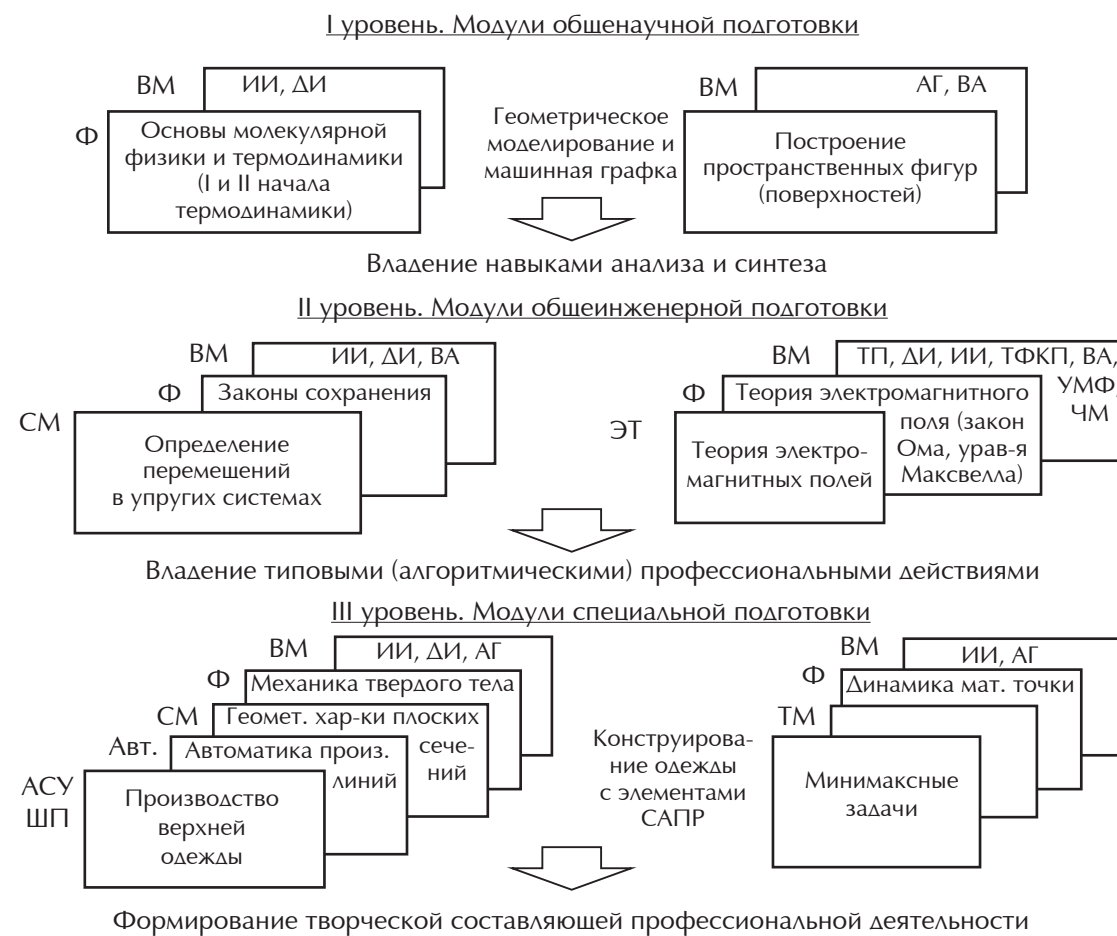 I уровень. Модули общенаучной подготовки
ВМ
ИИ, ДИ
Ф
Основы молекулярной
физики и термодинамики
(I и II начала
термодинамики)
Геометрическое
моделирование и
машинная графка
ВМ
АГ, ВА
Построение
пространственных фигур
(поверхностей)
Владение навыками анализа и синтеза
II уровень. Модули общеинженерной подготовки
ВМ
ИИ, ДИ, ВА
Ф
Законы сохранения
СМ
Определение
перемещений
в упругих системах
ВМ
ТП, ДИ, ИИ, ТФКП, ВА,
УМФ,
ЧМ
Ф
Теория электромагнитного
поля (закон
Ома, урав-я
Максвелла)
ЭТ
Теория электро-
магнитных полей
Владение типовыми (алгоритмическими) профессиональными действиями
III уровень. Модули специальной подготовки
ВМ
ИИ, ДИ, АГ
Ф
Механика твердого тела
СМ
Геомет. хар-ки плоских
сече-
ний
Авт.
Автоматика произ.
линий
АСУ
ШП
Производство
верхней
одежды
Конструирова-
ние одежды
с элементами
САПР
ВМ
ИИ, АГ
Ф
Динамика мат. точки
ТМ
Минимаксные
задачи
Формирование творческой составляющей профессиональной деятельности